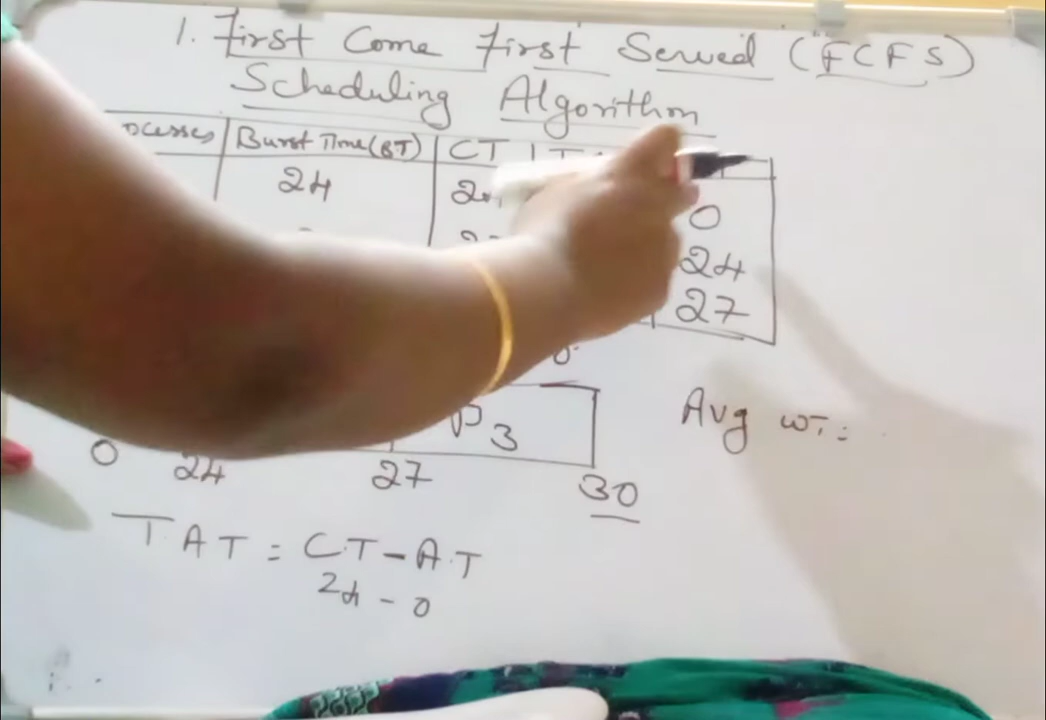 1. First Come First Served (FCFS)
Scheduling Algorithm
Burst Time(BT) CT
24 0
24
27
P3
Avg WT:
0 24 27 30
TAT = C.T - A.T
24 - 0